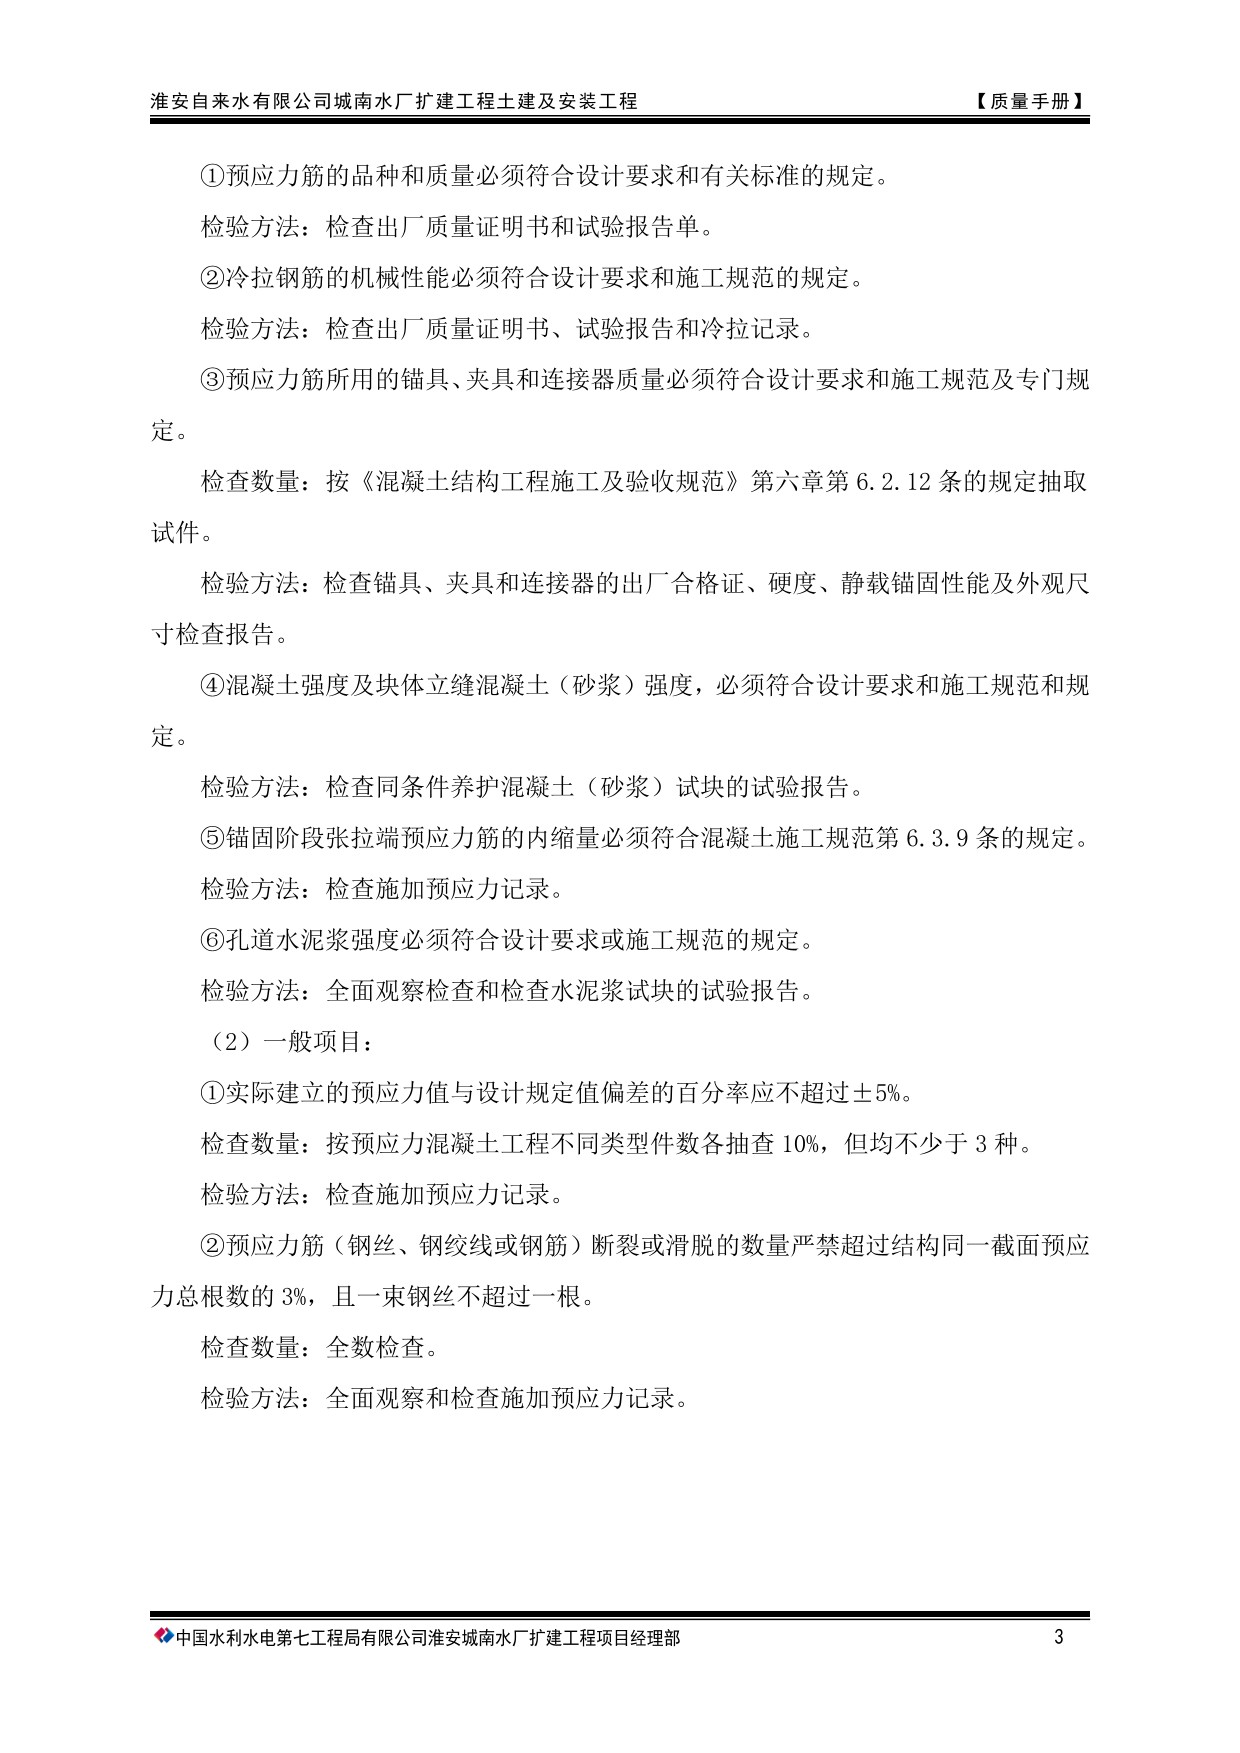 淮安自来水有限公司城南水厂扩建工程土建及安装工程 【质量手册】
①预应力筋的品种和质量必须符合设计要求和有关标准的规定。
检验方法：检查出厂质量证明书和试验报告单。
②冷拉钢筋的机械性能必须符合设计要求和施工规范的规定。
检验方法：检查出厂质量证明书、试验报告和冷拉记录。
③预应力筋所用的锚具、夹具和连接器质量必须符合设计要求和施工规范及专门规
定。
检查数量：按《混凝土结构工程施工及验收规范》第六章第 6.2.12 条的规定抽取
试件。
检验方法：检查锚具、夹具和连接器的出厂合格证、硬度、静载锚固性能及外观尺
寸检查报告。
④混凝土强度及块体立缝混凝土（砂浆）强度，必须符合设计要求和施工规范和规
定。
检验方法：检查同条件养护混凝土（砂浆）试块的试验报告。
⑤锚固阶段张拉端预应力筋的内缩量必须符合混凝土施工规范第 6.3.9 条的规定。
检验方法：检查施加预应力记录。
⑥孔道水泥浆强度必须符合设计要求或施工规范的规定。
检验方法：全面观察检查和检查水泥浆试块的试验报告。
（2）一般项目：
①实际建立的预应力值与设计规定值偏差的百分率应不超过±5%。
检查数量：按预应力混凝土工程不同类型件数各抽查 10%，但均不少于 3 种。
检验方法：检查施加预应力记录。
②预应力筋（钢丝、钢绞线或钢筋）断裂或滑脱的数量严禁超过结构同一截面预应
力总根数的 3%，且一束钢丝不超过一根。
检查数量：全数检查。
检验方法：全面观察和检查施加预应力记录。
中国水利水电第七工程局有限公司淮安城南水厂扩建工程项目经理部 3